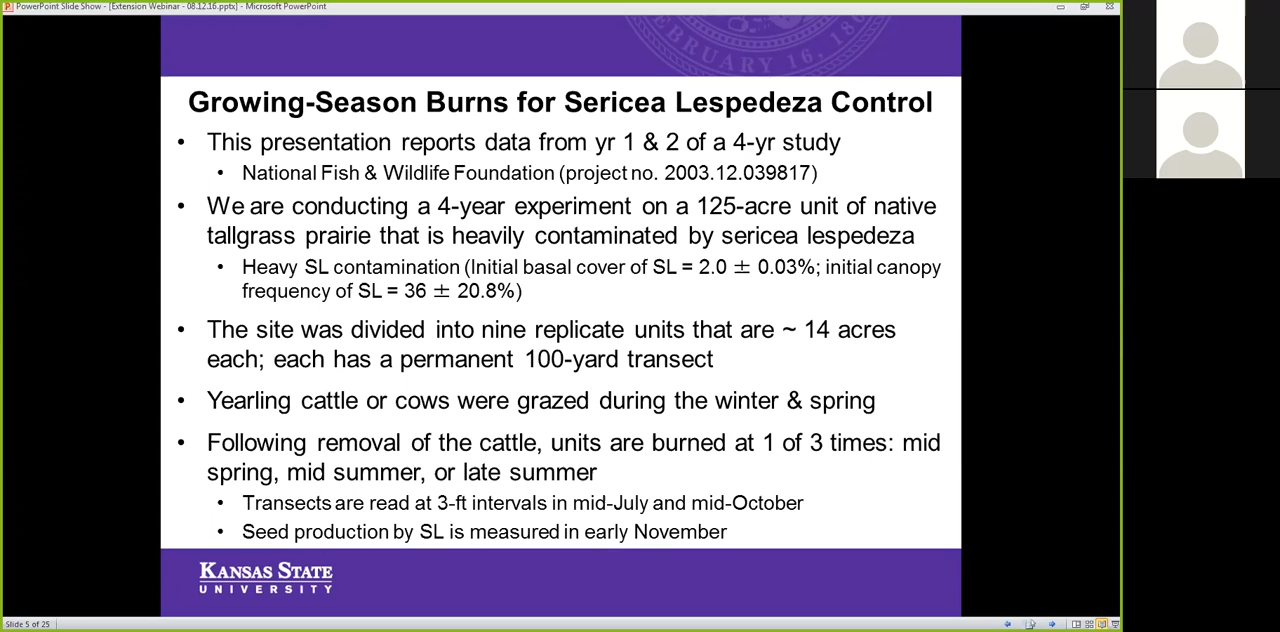 PowerPoint Slide Show - [Extension Webinar - 08.12.16.pptx] - Microsoft PowerPoint
FEBRUARY 16, 18
Growing-Season Burns for Sericea Lespedeza Control
• This presentation reports data from yr 1 & 2 of a 4-yr study
• National Fish & Wildlife Foundation (project no. 2003.12.039817)
• We are conducting a 4-year experiment on a 125-acre unit of native
tallgrass prairie that is heavily contaminated by sericea lespedeza
• Heavy SL contamination (Initial basal cover of SL = 2.0 ± 0.03%; initial canopy
frequency of SL = 36 ± 20.8%)
• The site was divided into nine replicate units that are ~ 14 acres
each; each has a permanent 100-yard transect
• Yearling cattle or cows were grazed during the winter & spring
• Following removal of the cattle, units are burned at 1 of 3 times: mid
spring, mid summer, or late summer
• Transects are read at 3-ft intervals in mid-July and mid-October
• Seed production by SL is measured in early November
KANSAS STATE
UNIVERSITY
Slide 5 of 25